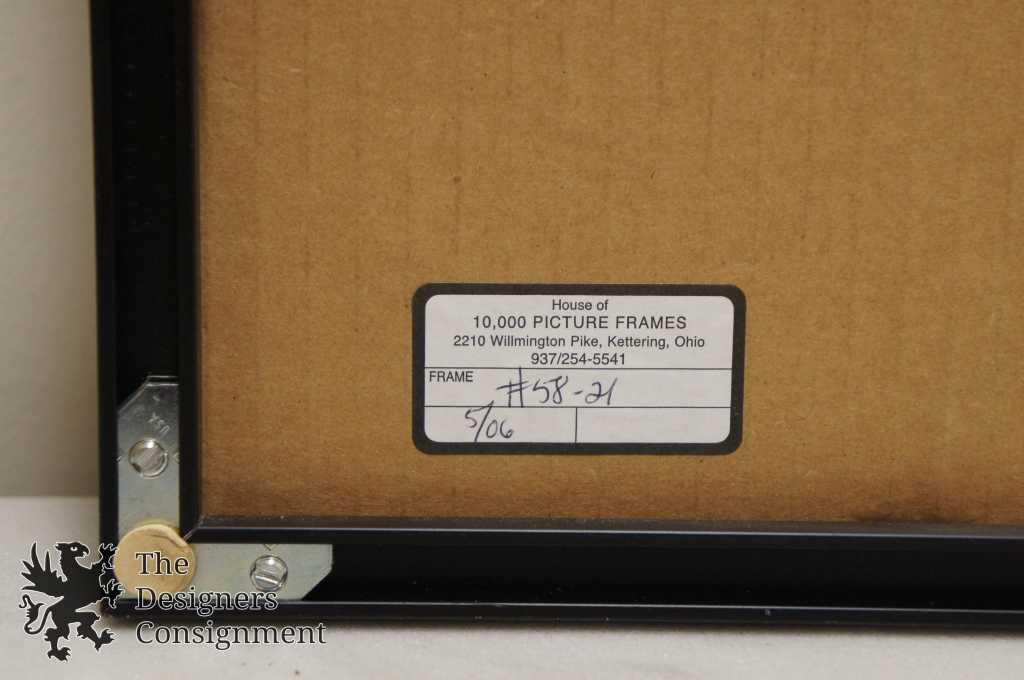 House of
10,000 PICTURE FRAMES
2210 Willmington Pike, Kettering, Ohio
937/254-5541
FRAME #58-21
5/06
USA
The
Designers
Consignment